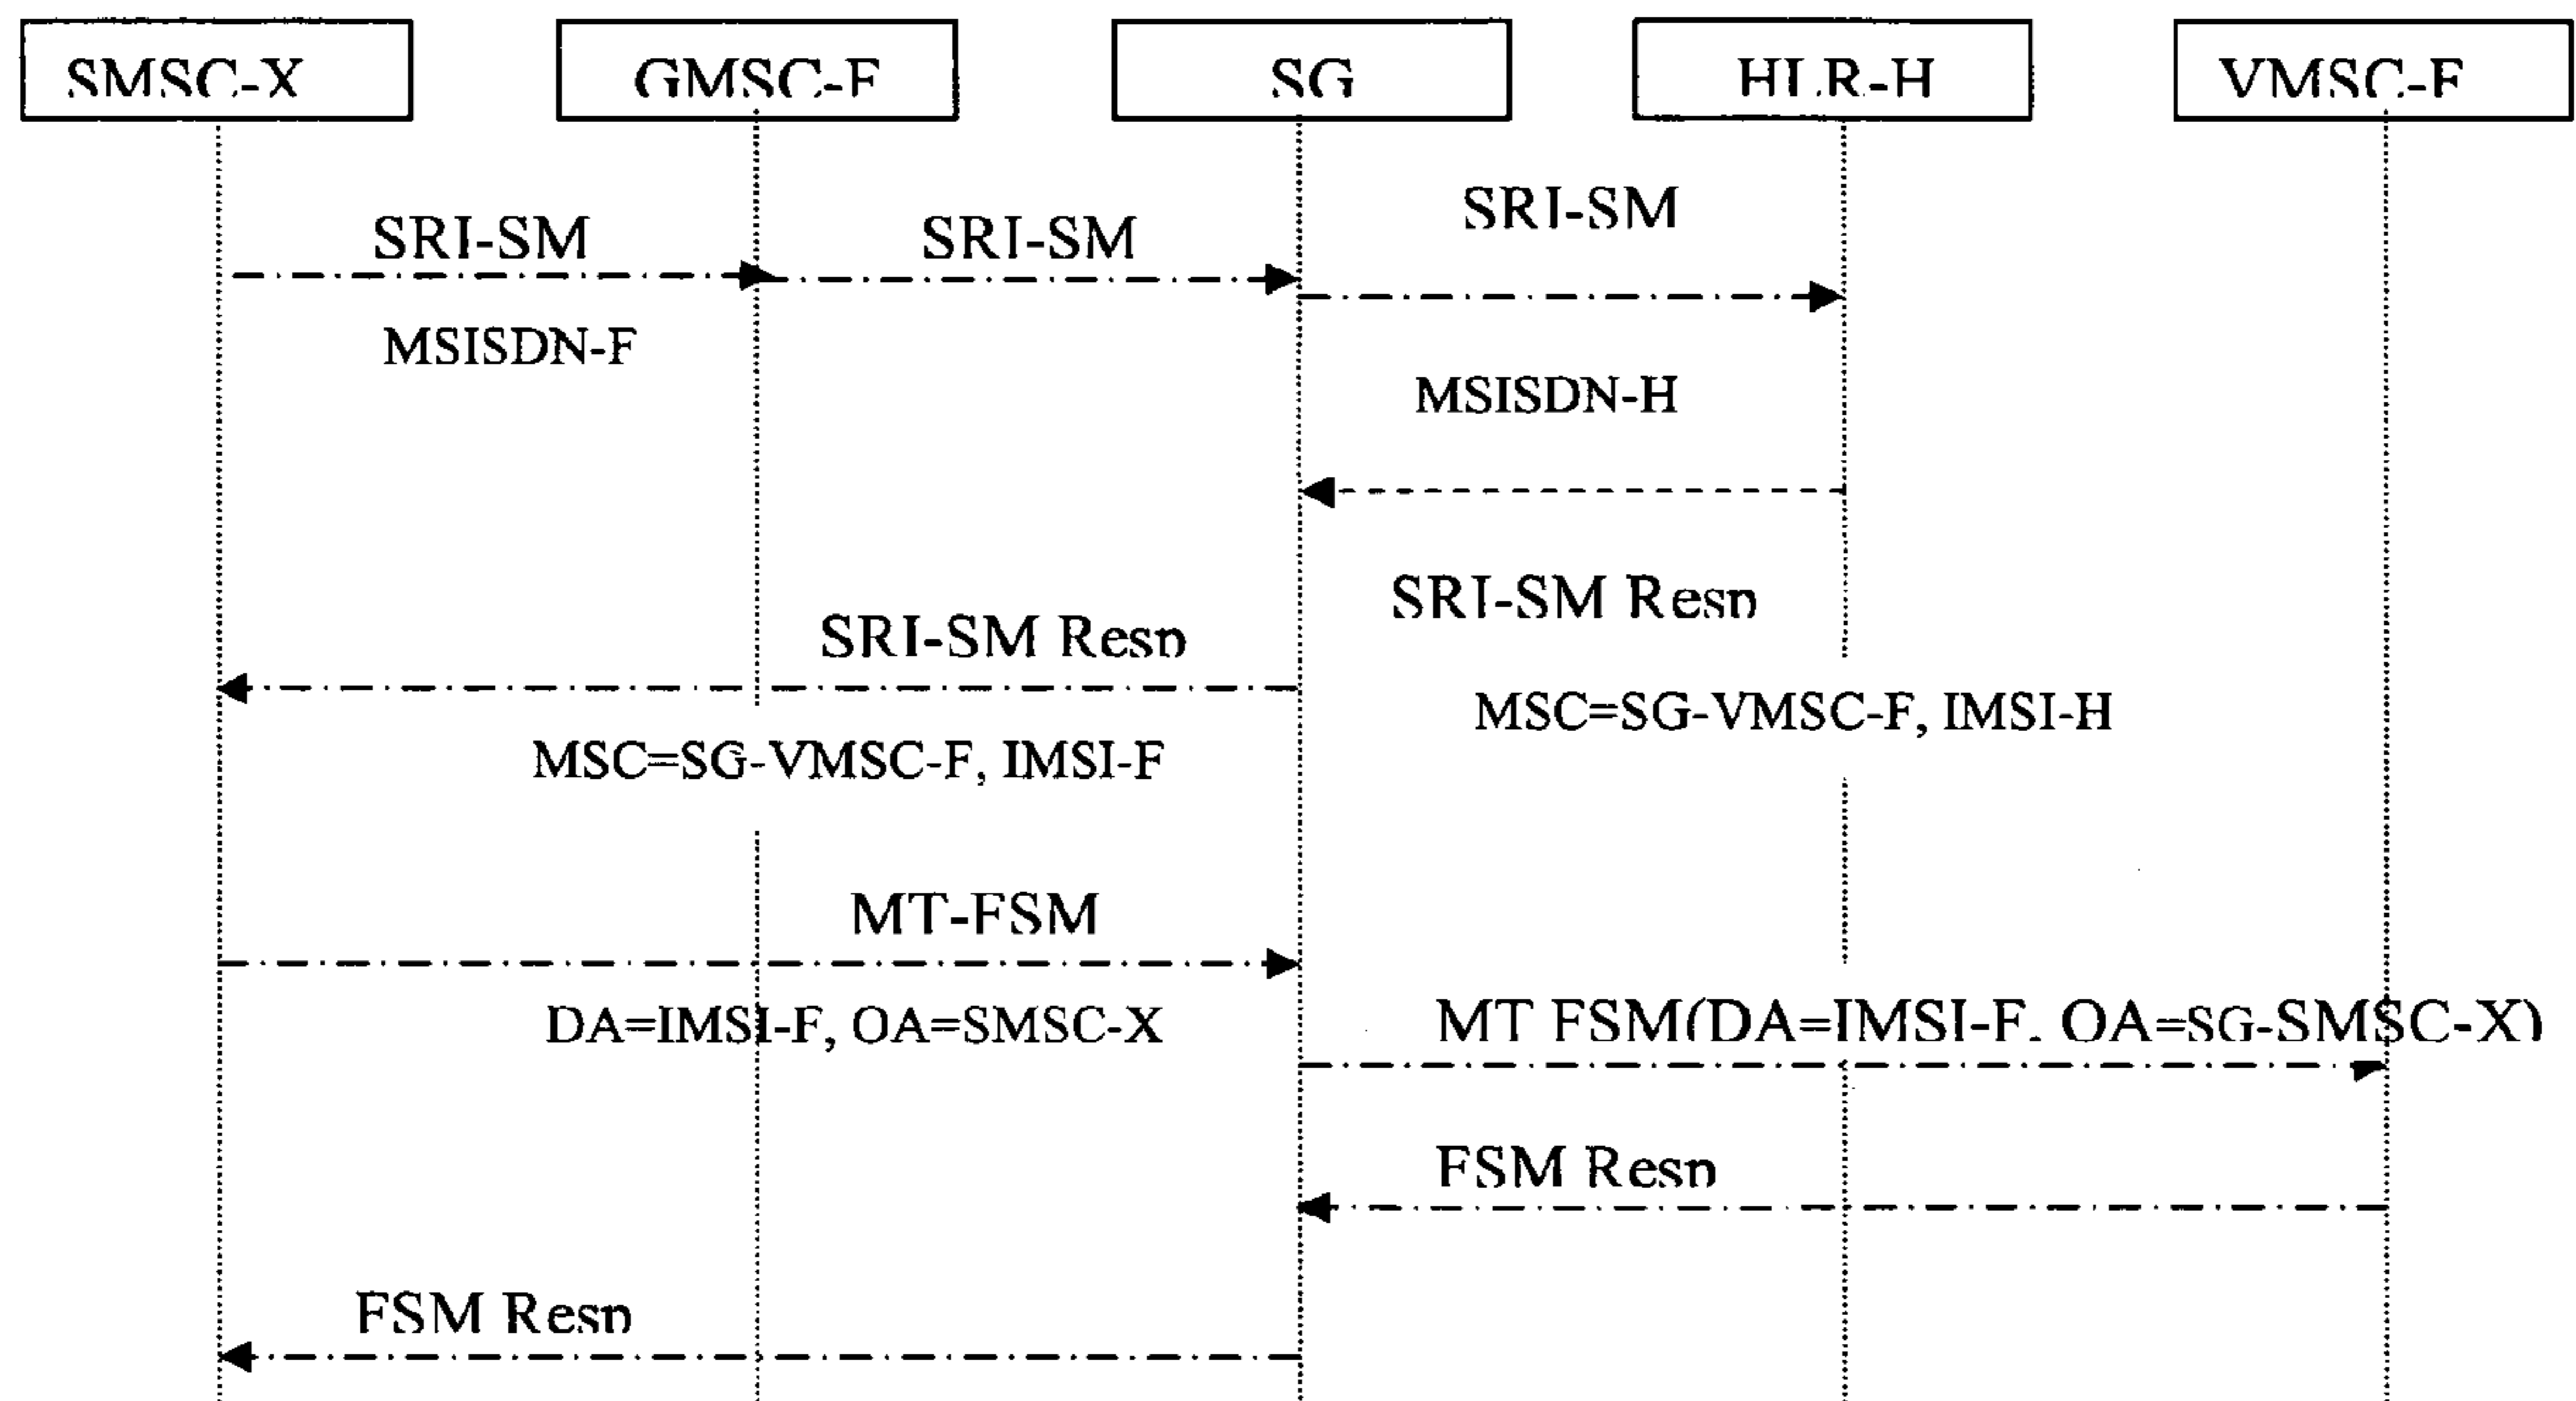 SMSC-X
GMSC-F
SG
HLR-H
VMSC-F
SRI-SM
SRI-SM
SRI-SM
MSISDN-F
MSISDN-H
SRI-SM Resp
SRI-SM Resp
MSC=SG-VMSC-F, IMSI-H
MSC=SG-VMSC-F, IMSI-F
MT-FSM
DA=IMSI-F, OA=SMSC-X
MT FSM(DA=IMSI-F, OA=SG-SMSC-X)
FSM Resp
FSM Resp